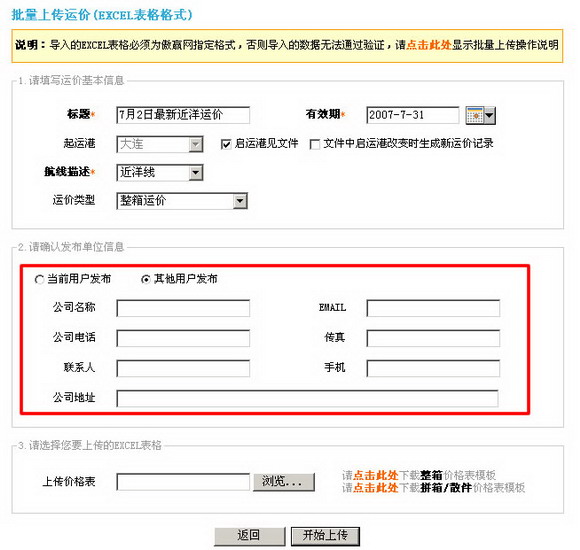 批量上传运价(EXCEL表格格式)
说明：导入的EXCEL表格必须为傲赢网指定格式，否则导入的数据无法通过验证，请点击此处显示批量上传操作说明
1.请填写运价基本信息
标题* 7月2日最新近洋运价 有效期* 2007-7-31
起运港 大连 启运港见文件 文件中启运港改变时生成新运价记录
航线描述* 近洋线
运价类型 整箱运价
2.请确认发布单位信息
当前用户发布 其他用户发布
公司名称 EMAIL
公司电话 传真
联系人 手机
公司地址
3.请选择您要上传的EXCEL表格
上传价格表 浏览... 请点击此处下载整箱价格表模板
请点击此处下载拼箱/散件价格表模板
返回 开始上传